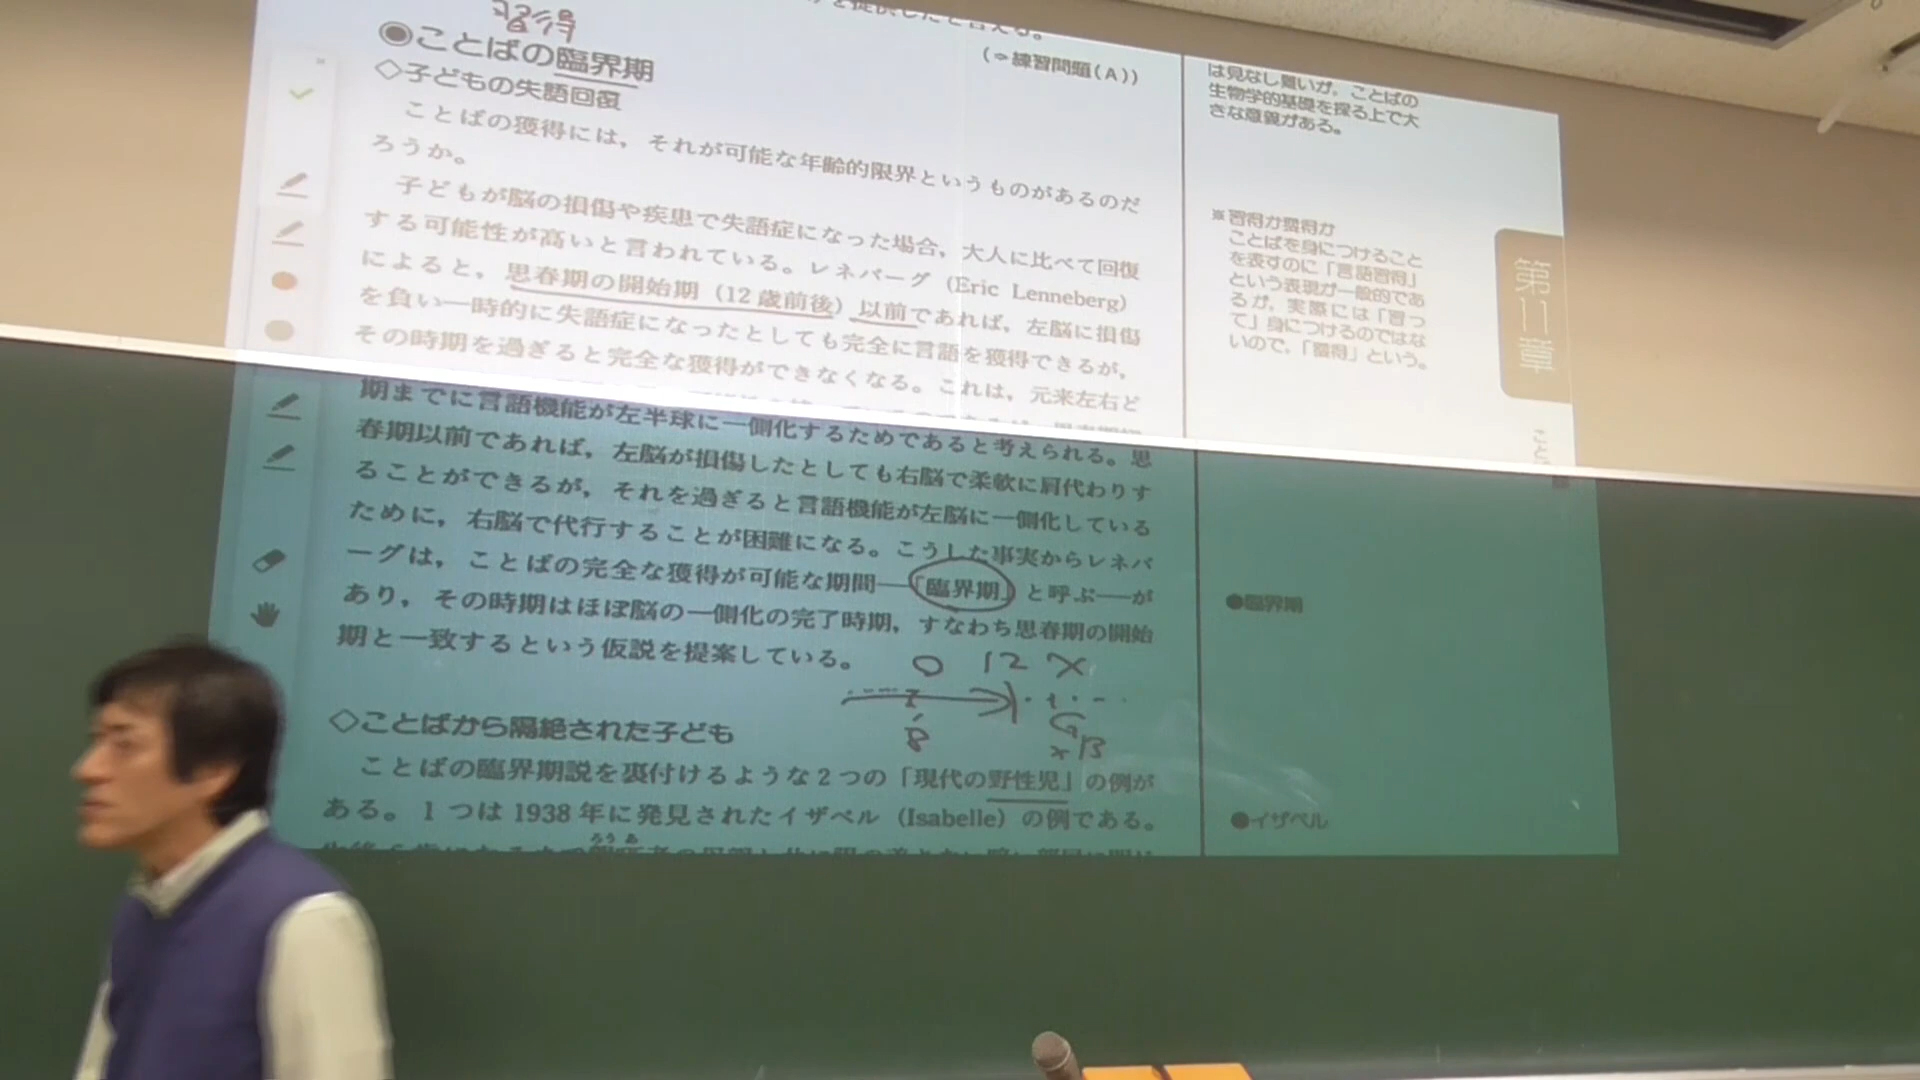 習得
を提供したと言える。
◉ことばの臨界期
(⇨練習問題(A))
◇子どもの失語回復
ことばの獲得には，それが可能な年齢的限界というものがあるのだ
ろうか。
子どもが脳の損傷や疾患で失語症になった場合，大人に比べて回復
する可能性が高いと言われている。レネバーグ（Eric Lenneberg）
によると，思春期の開始期（12歳前後）以前であれば，左脳に損傷
を負い一時的に失語症になったとしても完全に言語を獲得できるが，
その時期を過ぎると完全な獲得ができなくなる。これは，元来左右ど
期までに言語機能が左半球に一側化するためであると考えられる。思
春期以前であれば，左脳が損傷したとしても右脳で柔軟に肩代わりす
ることができるが，それを過ぎると言語機能が左脳に一側化している
ために，右脳で代行することが困難になる。こうした事実からレネバ
ーグは，ことばの完全な獲得が可能な期間──「臨界期」と呼ぶ──が
あり，その時期はほぼ脳の一側化の完了時期，すなわち思春期の開始
期と一致するという仮説を提案している。
0 12 X
8
G
x 13
◇ことばから隔絶された子ども
ことばの臨界期説を裏付けるような2つの「現代の野性児」の例が
ある。1つは1938年に発見されたイザベル（Isabelle）の例である。
ろう あ
は見なし難いが，ことばの
生物学的基礎を探る上で大
きな意義がある。
※習得か獲得か
ことばを身につけること
を表すのに「言語習得」
という表現が一般的であ
るが，実際には「習っ
て」身につけるのではな
いので，「獲得」という。
第11章
こと
●臨界期
●イザベル